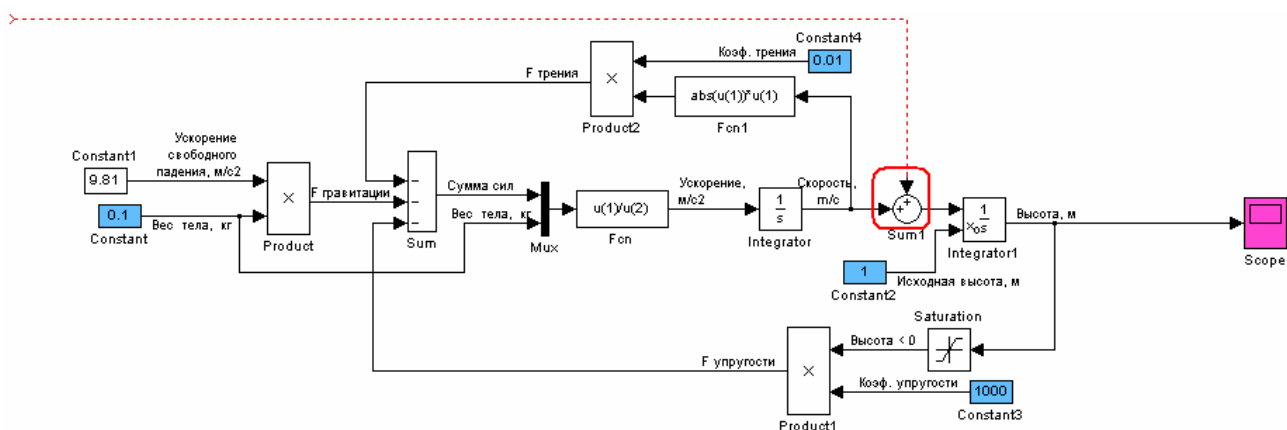 Constant4
Коэф. трения
0.01
F трения
×
abs(u(1))*u(1)
Product2
Fcn1
Ускорение
свободного
падения, м/с2
Constant1
9.81
×
F гравитации
Сумма сил
Ускорение,
м/с2
Скорость,
m/c
0.1
Constant
Вес тела, кг
Product
Sum
Вес тела, кг
Mux
u(1)/u(2)
Fcn
1
s
Integrator
+
+
Sum1
1
xo s
Integrator1
Высота, м
Scope
1
Constant2
Исходная высота, м
Saturation
Высота < 0
F упругости
×
Коэф. упругости
1000
Constant3
Product1